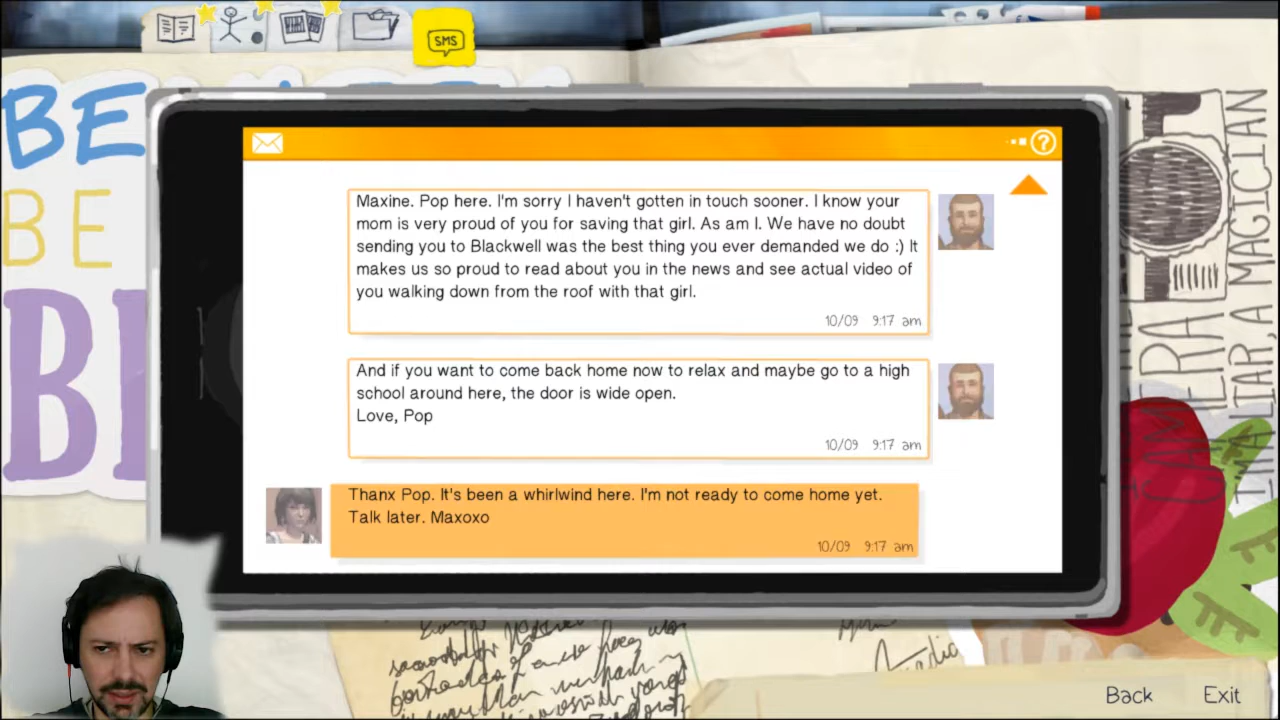 SMS
BE
BE
Maxine. Pop here. I'm sorry I haven't gotten in touch sooner. I know your
mom is very proud of you for saving that girl. As am I. We have no doubt
sending you to Blackwell was the best thing you ever demanded we do :) It
makes us so proud to read about you in the news and see actual video of
you walking down from the roof with that girl.
10/09 9:17 am
And if you want to come back home now to relax and maybe go to a high
school around here, the door is wide open.
Love, Pop
10/09 9:17 am
Thanx Pop. It's been a whirlwind here. I'm not ready to come home yet.
Talk later. Maxoxo
10/09 9:17 am
CAMERA
LIAR, A MAGICIAN
Back Exit